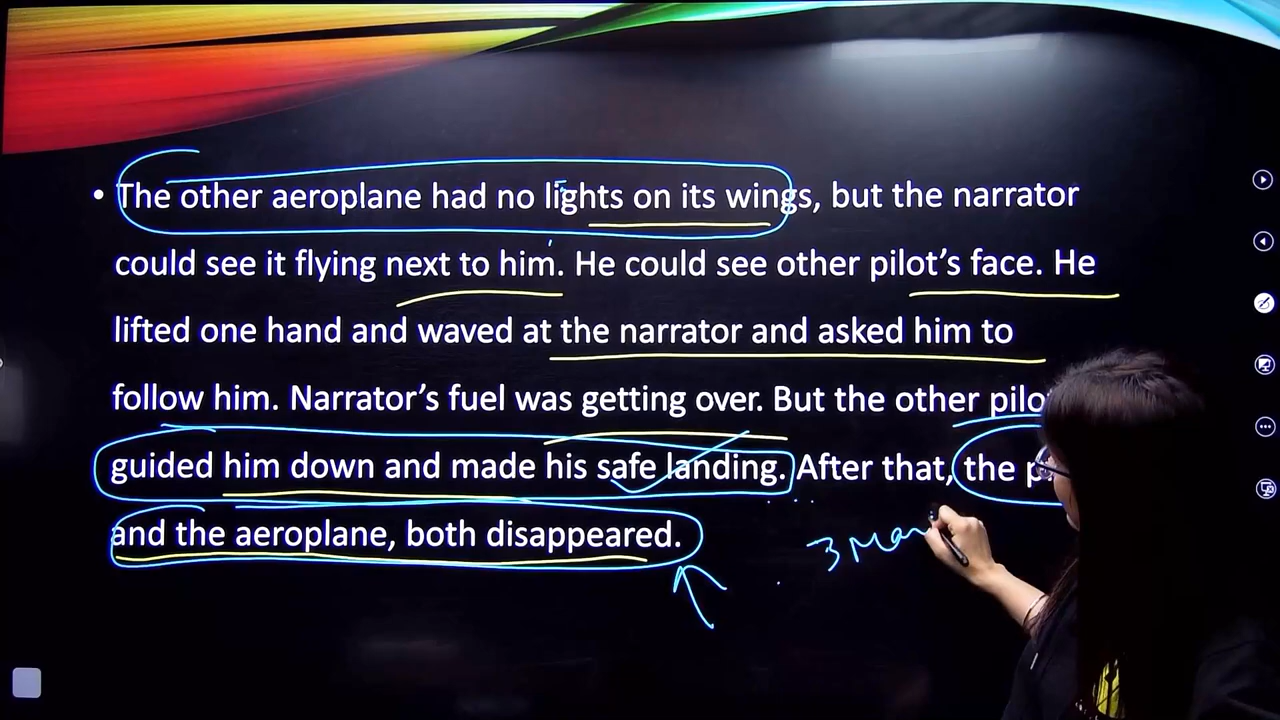 • The other aeroplane had no lights on its wings, but the narrator
could see it flying next to him. He could see other pilot's face. He
lifted one hand and waved at the narrator and asked him to
follow him. Narrator's fuel was getting over. But the other
guided him down and made his safe landing. After that, the
and the aeroplane, both disappeared.
3